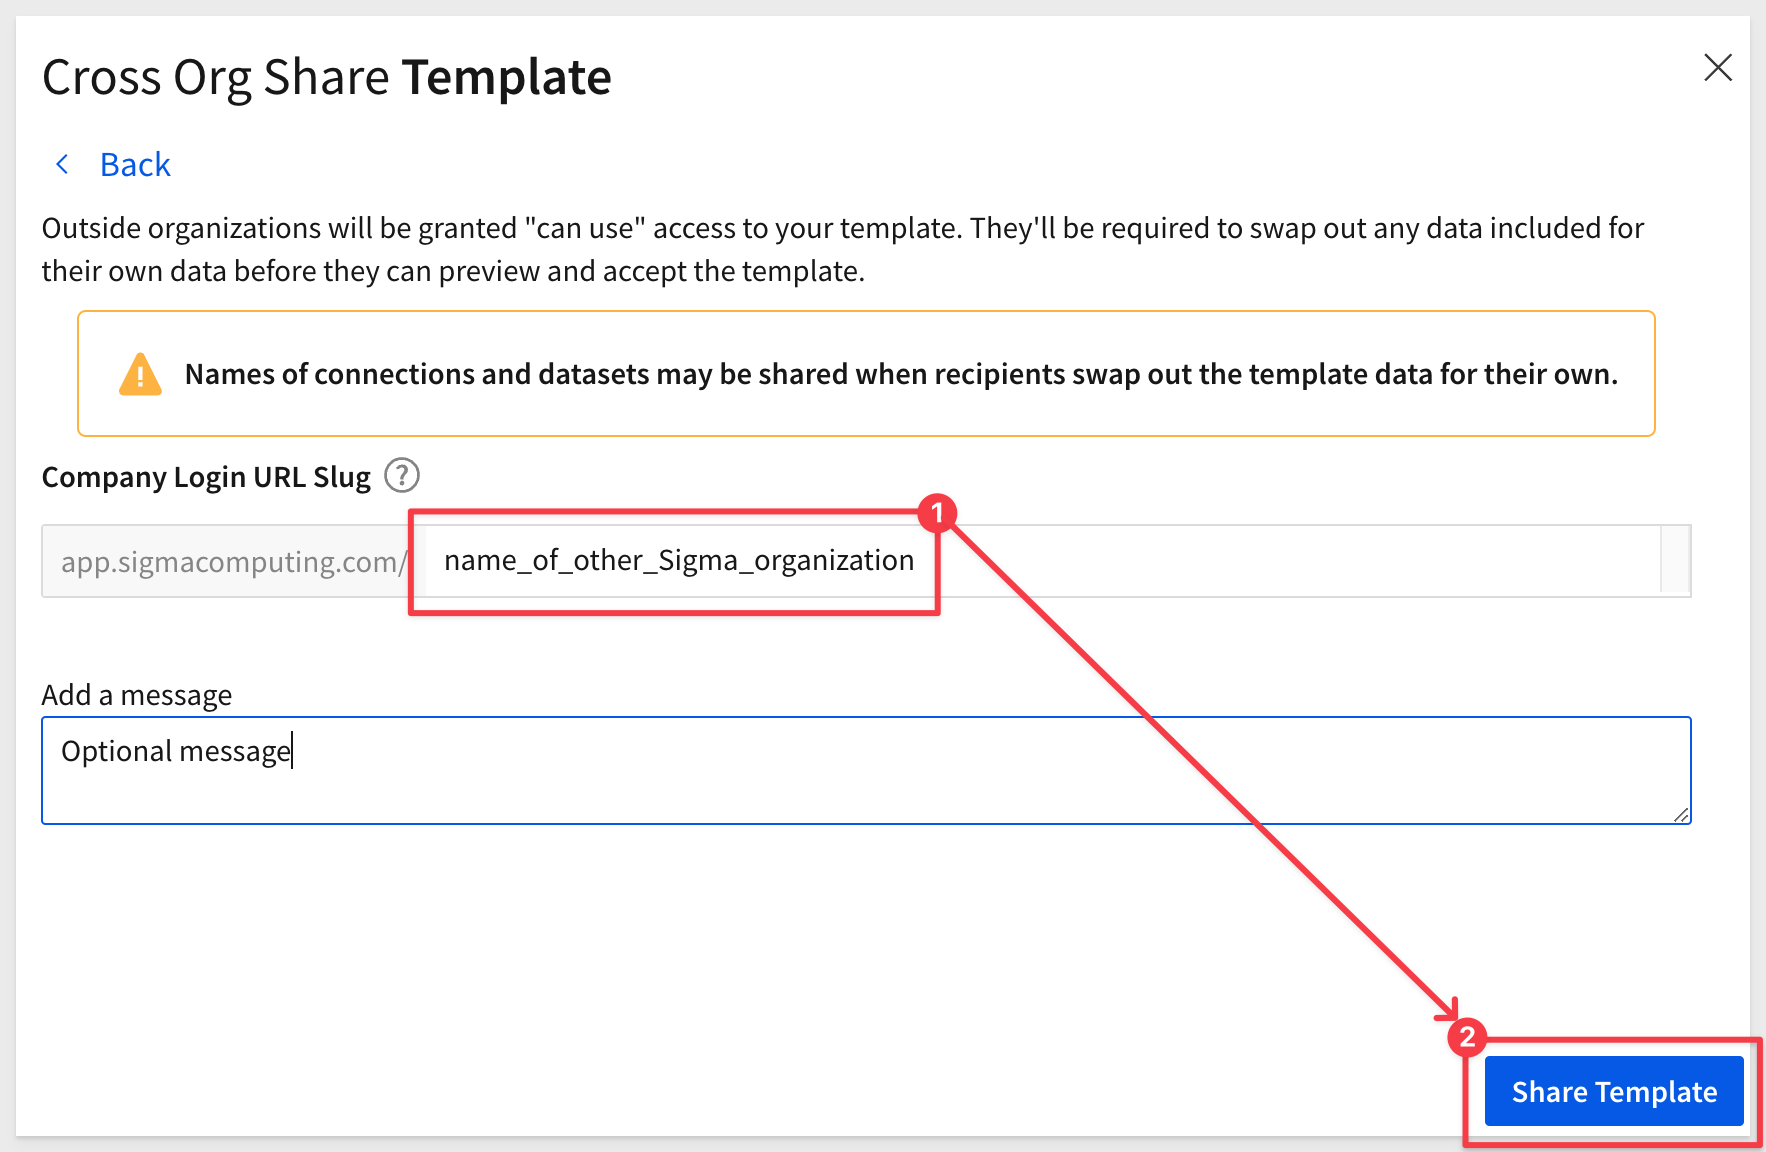 Cross Org Share Template
Back
Outside organizations will be granted "can use" access to your template. They'll be required to swap out any data included for
their own data before they can preview and accept the template.
Names of connections and datasets may be shared when recipients swap out the template data for their own.
Company Login URL Slug ?
1
app.sigmacomputing.com/ name_of_other_Sigma_organization
Add a message
Optional message
2
Share Template